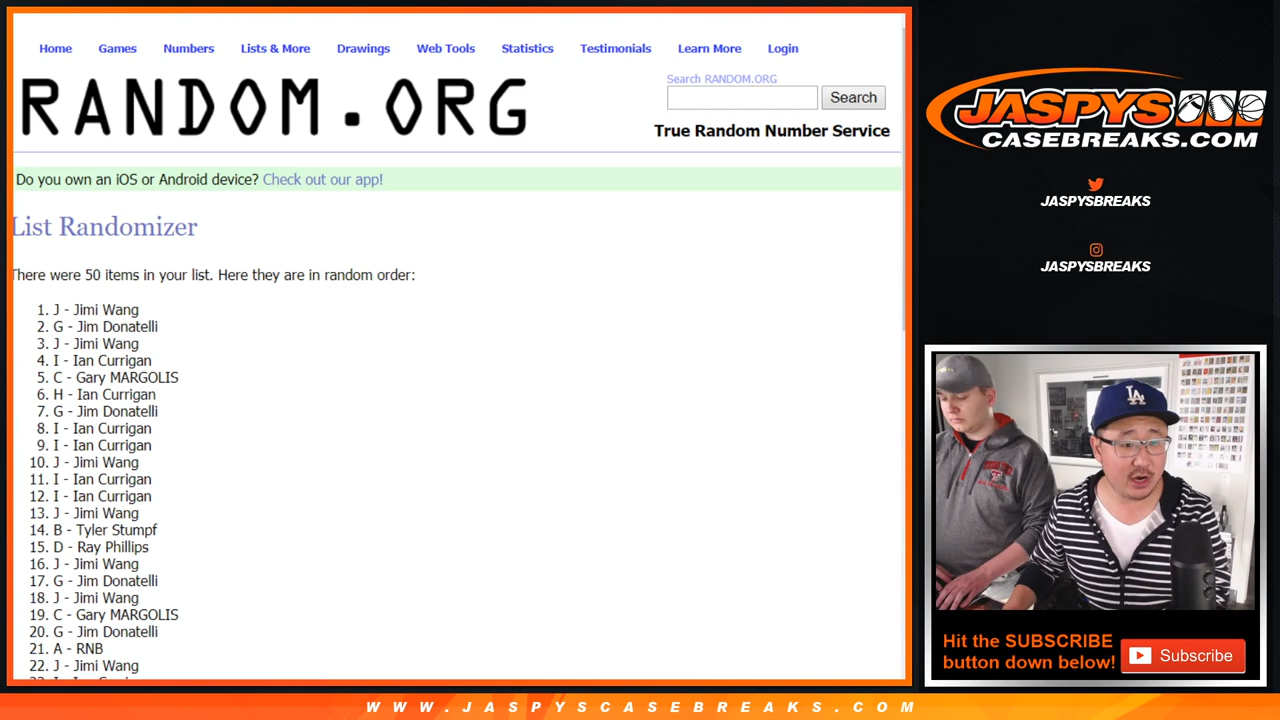 Home Games Numbers Lists & More Drawings Web Tools Statistics Testimonials Learn More Login
RANDOM.ORG
Search RANDOM.ORG
Search
True Random Number Service
Do you own an iOS or Android device? Check out our app!
List Randomizer
There were 50 items in your list. Here they are in random order:
1. J - Jimi Wang
2. G - Jim Donatelli
3. J - Jimi Wang
4. I - Ian Currigan
5. C - Gary MARGOLIS
6. H - Ian Currigan
7. G - Jim Donatelli
8. I - Ian Currigan
9. I - Ian Currigan
10. J - Jimi Wang
11. I - Ian Currigan
12. I - Ian Currigan
13. J - Jimi Wang
14. B - Tyler Stumpf
15. D - Ray Phillips
16. J - Jimi Wang
17. G - Jim Donatelli
18. J - Jimi Wang
19. C - Gary MARGOLIS
20. G - Jim Donatelli
21. A - RNB
22. J - Jimi Wang
JASPYS
CASEBREAKS.COM
JASPYSBREAKS
JASPYSBREAKS
LA
Hit the SUBSCRIBE
button down below!
Subscribe
WWW.JASPYSCASEBREAKS.COM